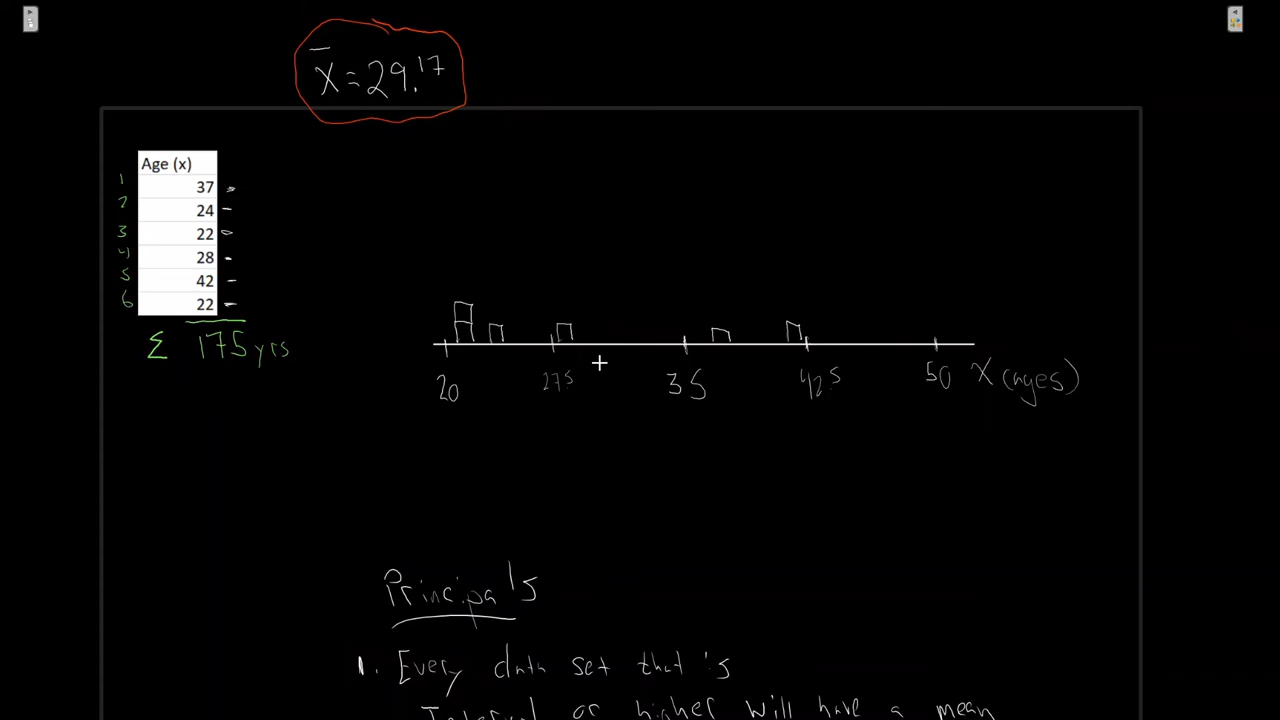 x̄ = 29.17
Age (x)
1 37
2 24
3 22
4 28
5 42
6 22
Σ 175 yrs
20 27.5 35 42.5 50 X (ages)
Principals
1. Every data set that is
Interval or higher will have a mean